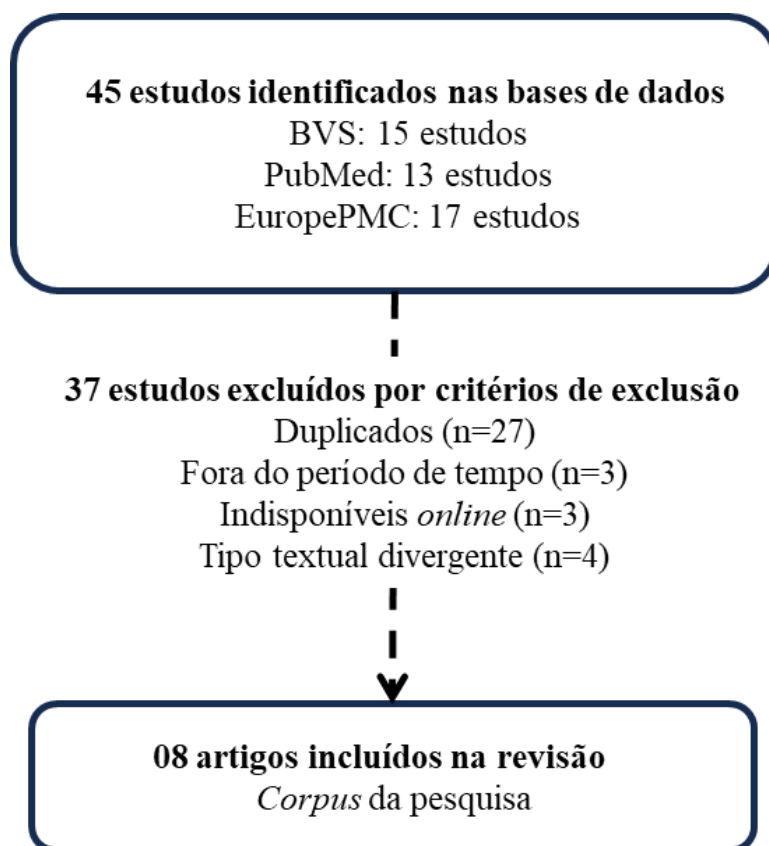 45 estudos identificados nas bases de dados
BVS: 15 estudos
PubMed: 13 estudos
EuropePMC: 17 estudos
37 estudos excluídos por critérios de exclusão
Duplicados (n=27)
Fora do período de tempo (n=3)
Indisponíveis online (n=3)
Tipo textual divergente (n=4)
08 artigos incluídos na revisão
Corpus da pesquisa